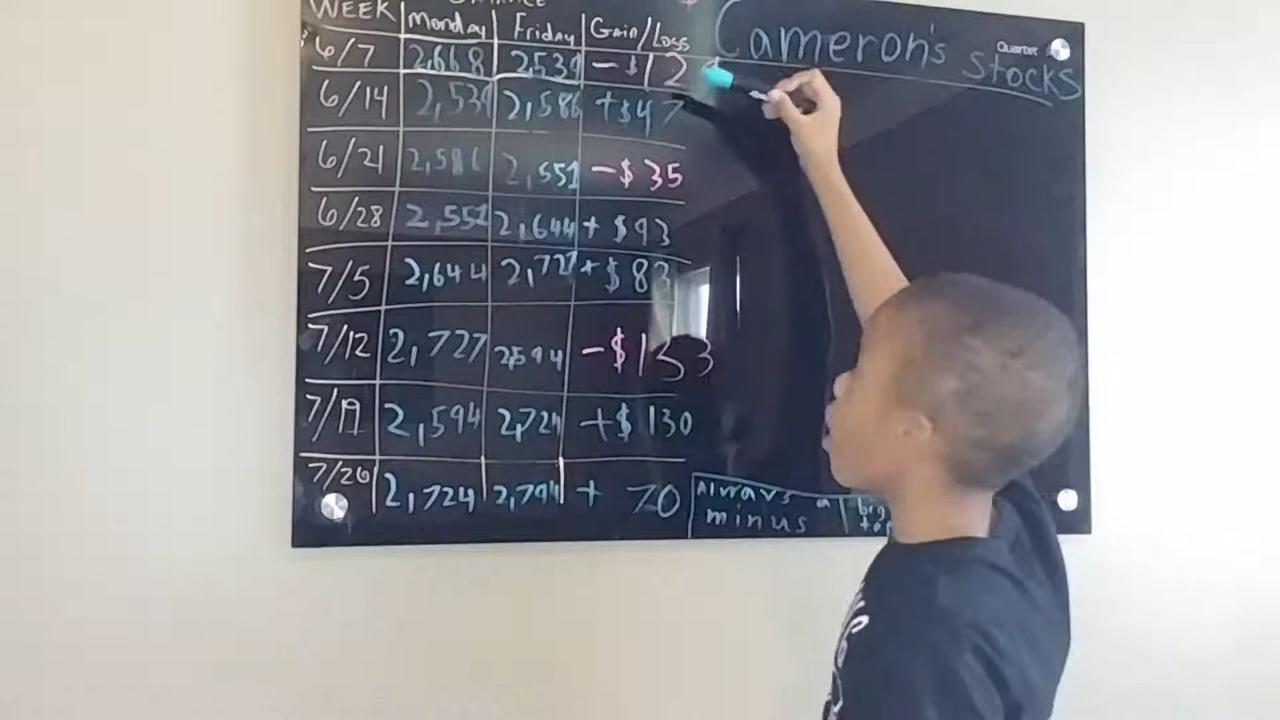 WEEK Monday Friday Gain/Loss
Cameron's
Stocks
Quartet
6/7 2,668 2,539 -$12
6/14 2,539 2,586 +$47
6/21 2,586 2,551 -$35
6/28 2,551 2,644 +$93
7/5 2,644 2,727 +$83
7/12 2,727 2,594 -$133
7/19 2,594 2,724 +$130
7/26 2,724 2,794 + 70
Always a
minus